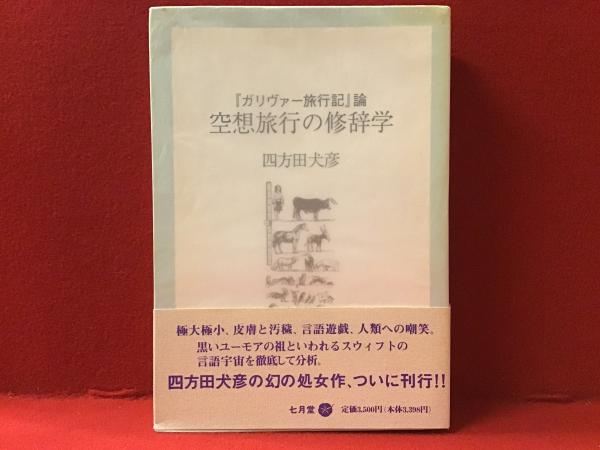 『ガリヴァー旅行記』論
空想旅行の修辞学
四方田犬彦
極大極小、皮膚と汚穢、言語遊戯、人類への嘲笑。
黒いユーモアの祖といわれるスウィフトの
言語宇宙を徹底して分析。
四方田犬彦の幻の処女作、ついに刊行!!
七月堂 定価3,500円(本体3,398円)